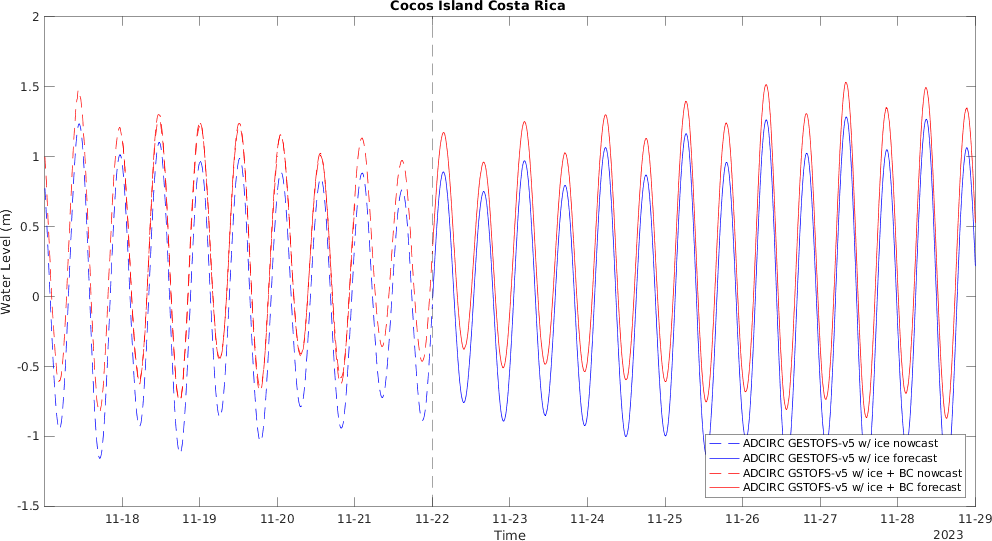 Cocos Island Costa Rica
2
1.5
1
0.5
0
-0.5
-1
-1.5
Water Level (m)
ADCIRC GESTOFS-v5 w/ ice nowcast
ADCIRC GESTOFS-v5 w/ ice forecast
ADCIRC GSTOFS-v5 w/ ice + BC nowcast
ADCIRC GSTOFS-v5 w/ ice + BC forecast
11-18 11-19 11-20 11-21 11-22 11-23 11-24 11-25 11-26 11-27 11-28 11-29
Time
2023